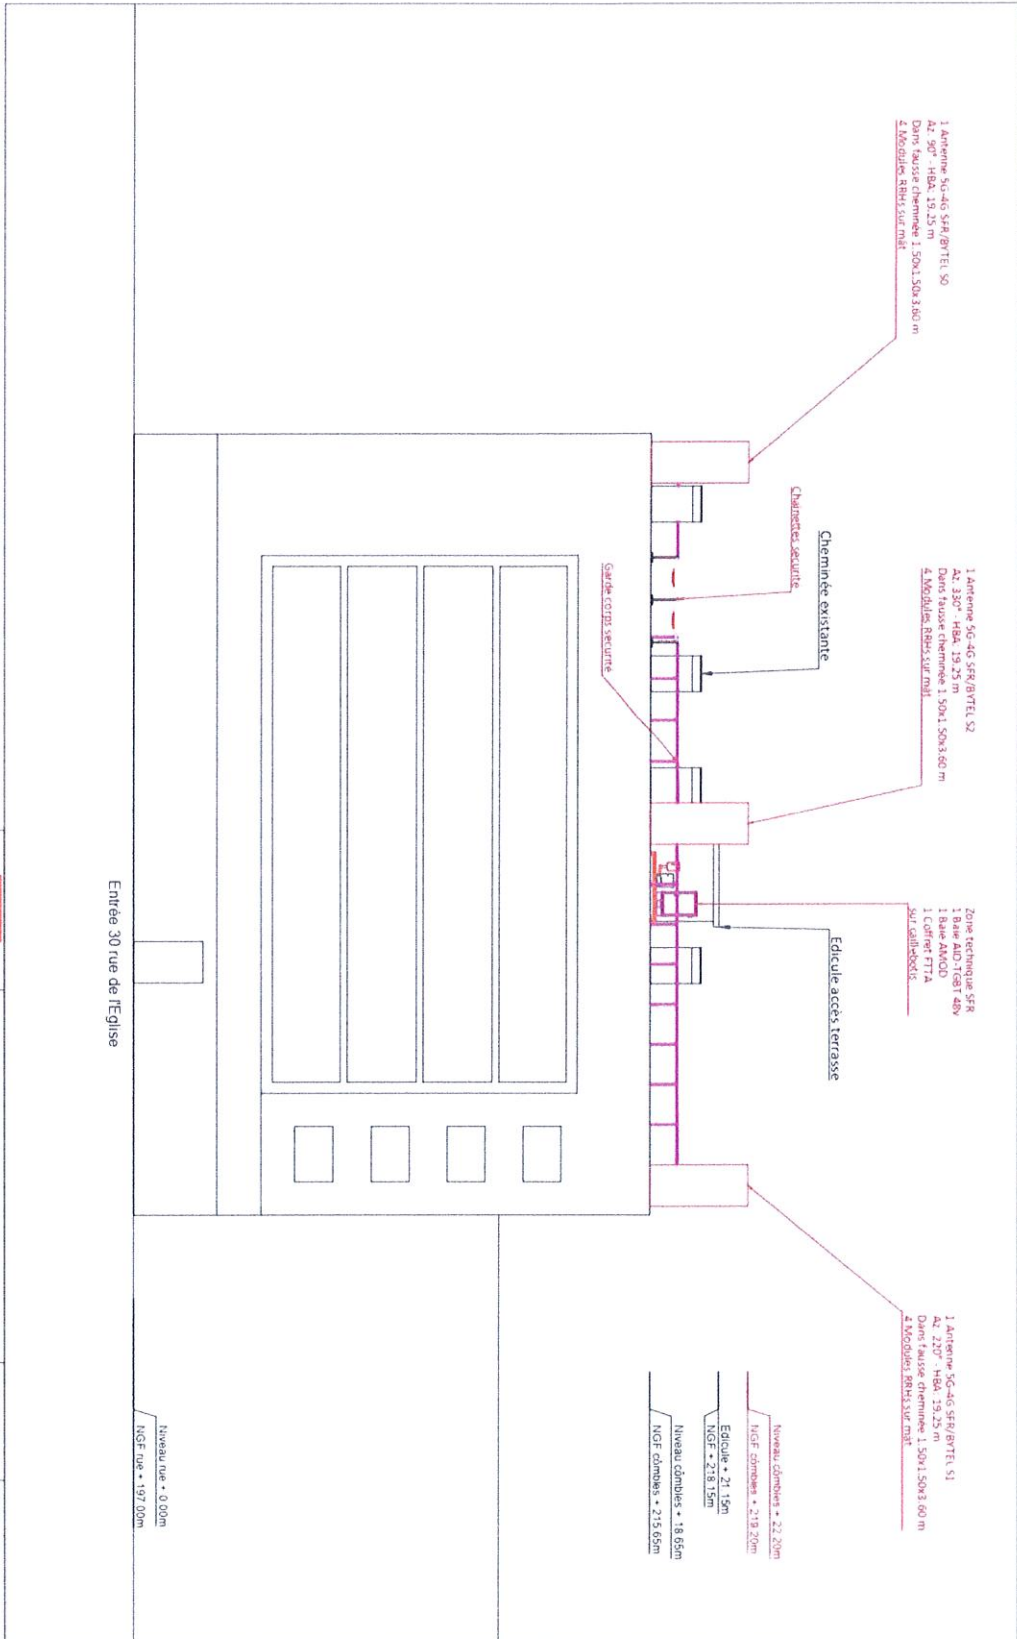 1 Antenne 5G-4G SFR/BYTEL S0
Az. 90° - HBA: 19.25 m
Dans fausse cheminée 1.50x1.50x3.60 m
4 Modules RRHs sur mât
1 Antenne 5G-4G SFR/BYTEL S2
Az. 330° - HBA: 19.25 m
Dans fausse cheminée 1.50x1.50x3.60 m
4 Modules RRHs sur mât
Zone technique SFR
1 Baie AID-TGBT 48v
1 Baie AMOD
1 Coffret FTTA
sur caillebotis
1 Antenne 5G-4G SFR/BYTEL S1
Az. 220° - HBA: 19.25 m
Dans fausse cheminée 1.50x1.50x3.60 m
4 Modules RRHs sur mât
Chaînettes sécurité
Cheminée existante
Garde corps sécurité
Edicule accès terrasse
Niveau cômbles + 22.20m
NGF cômbles + 219.20m
Edicule + 21.15m
NGF + 218.15m
Niveau cômbles + 18.65m
NGF cômbles + 215.65m
Niveau rue + 0.00m
NGF rue + 197.00m
Entrée 30 rue de l'Eglise